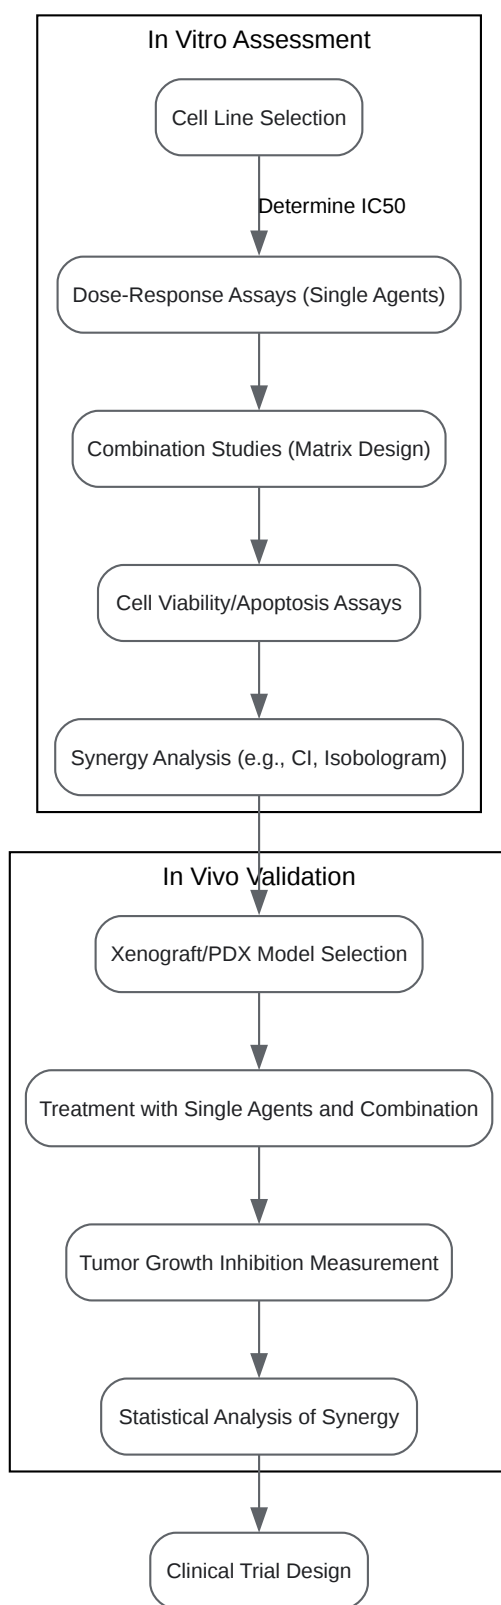 In Vitro Assessment
Cell Line Selection
Determine IC50
Dose-Response Assays (Single Agents)
Combination Studies (Matrix Design)
Cell Viability/Apoptosis Assays
Synergy Analysis (e.g., CI, Isobologram)
In Vivo Validation
Xenograft/PDX Model Selection
Treatment with Single Agents and Combination
Tumor Growth Inhibition Measurement
Statistical Analysis of Synergy
Clinical Trial Design